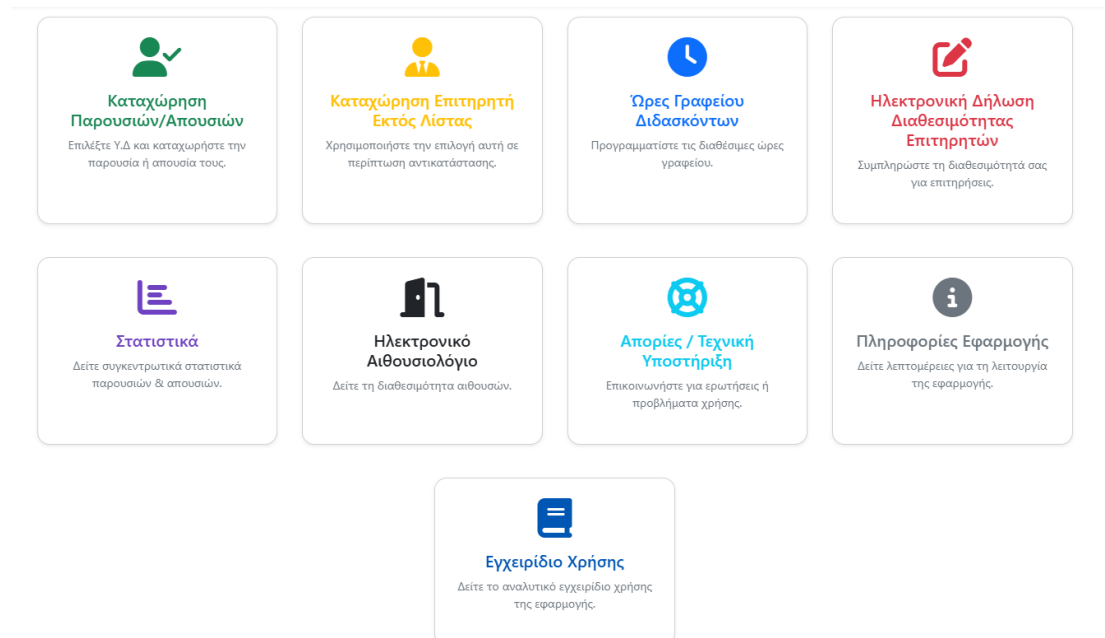 Καταχώρηση
Παρουσιών/Απουσιών
Επιλέξτε Υ.Δ και καταχωρήστε την
παρουσία ή απουσία τους.
Καταχώρηση Επιτηρητή
Εκτός Λίστας
Χρησιμοποιήστε την επιλογή αυτή σε
περίπτωση αντικατάστασης.
Ώρες Γραφείου
Διδασκόντων
Προγραμματίστε τις διαθέσιμες ώρες
γραφείου.
Ηλεκτρονική Δήλωση
Διαθεσιμότητας
Επιτηρητών
Συμπληρώστε τη διαθεσιμότητά σας
για επιτηρήσεις.
Στατιστικά
Δείτε συγκεντρωτικά στατιστικά
παρουσιών & απουσιών.
Ηλεκτρονικό
Αιθουσιολόγιο
Δείτε τη διαθεσιμότητα αιθουσών.
Απορίες / Τεχνική
Υποστήριξη
Επικοινωνήστε για ερωτήσεις ή
προβλήματα χρήσης.
Πληροφορίες Εφαρμογής
Δείτε λεπτομέρειες για τη λειτουργία
της εφαρμογής.
Εγχειρίδιο Χρήσης
Δείτε το αναλυτικό εγχειρίδιο χρήσης
της εφαρμογής.